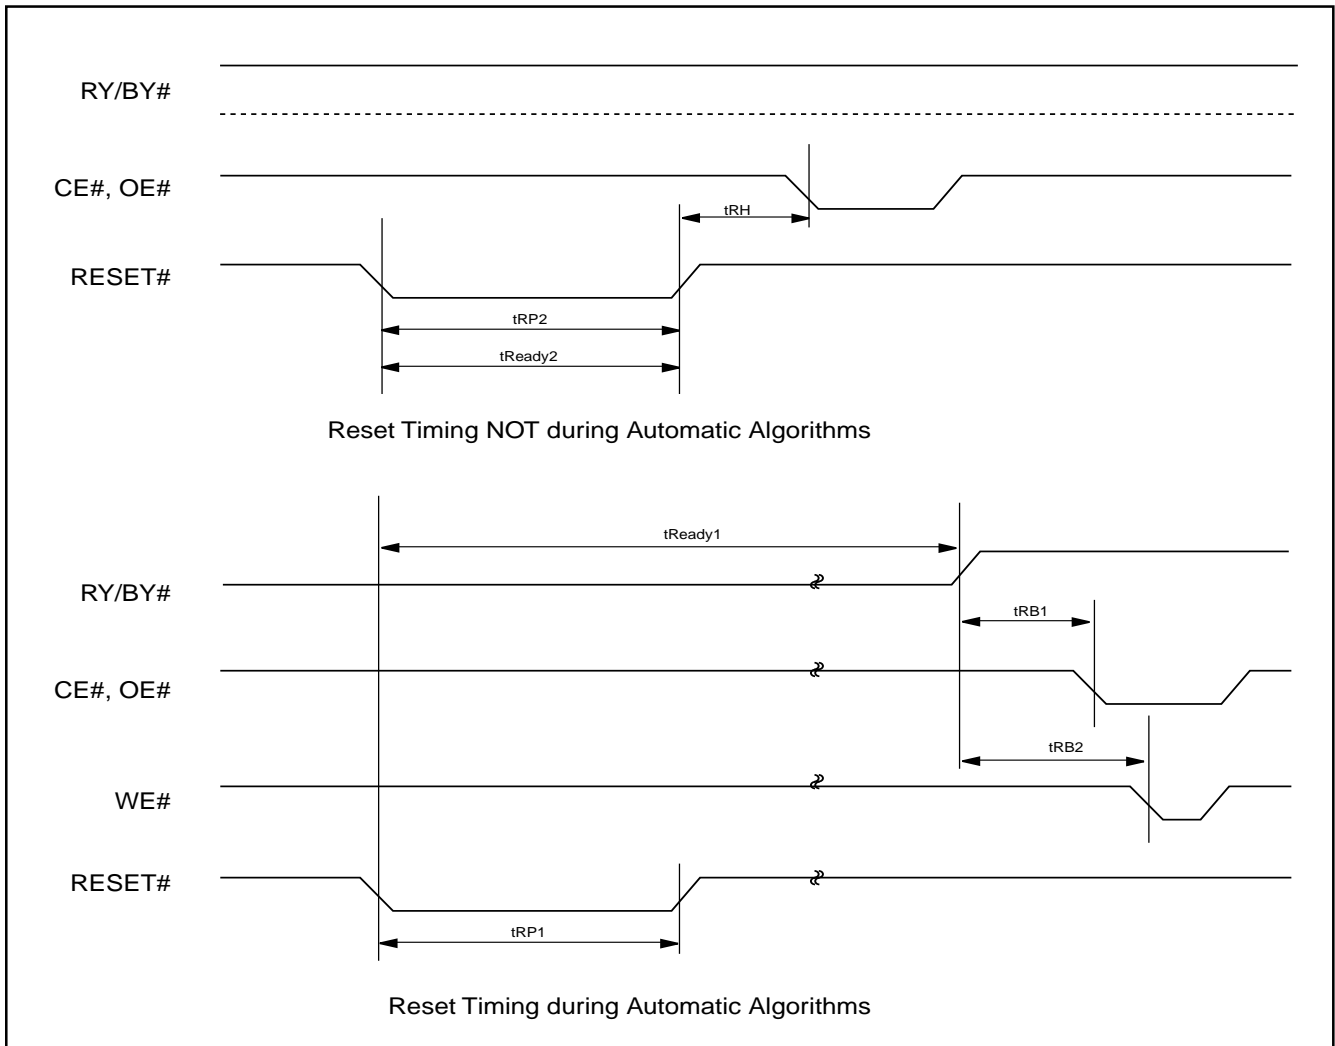 RY/BY#
CE#, OE#
tRH
RESET#
tRP2
tReady2
Reset Timing NOT during Automatic Algorithms
tReady1
RY/BY#
tRB1
CE#, OE#
tRB2
WE#
RESET#
tRP1
Reset Timing during Automatic Algorithms